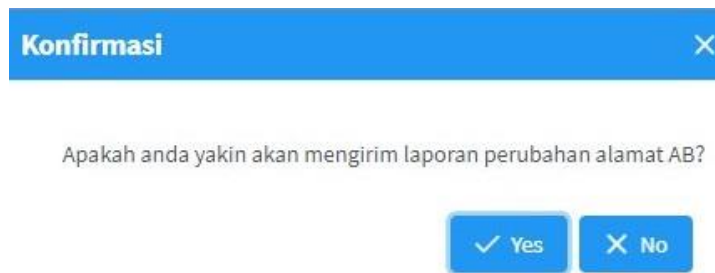 Konfirmasi
Apakah anda yakin akan mengirim laporan perubahan alamat AB?
Yes
No